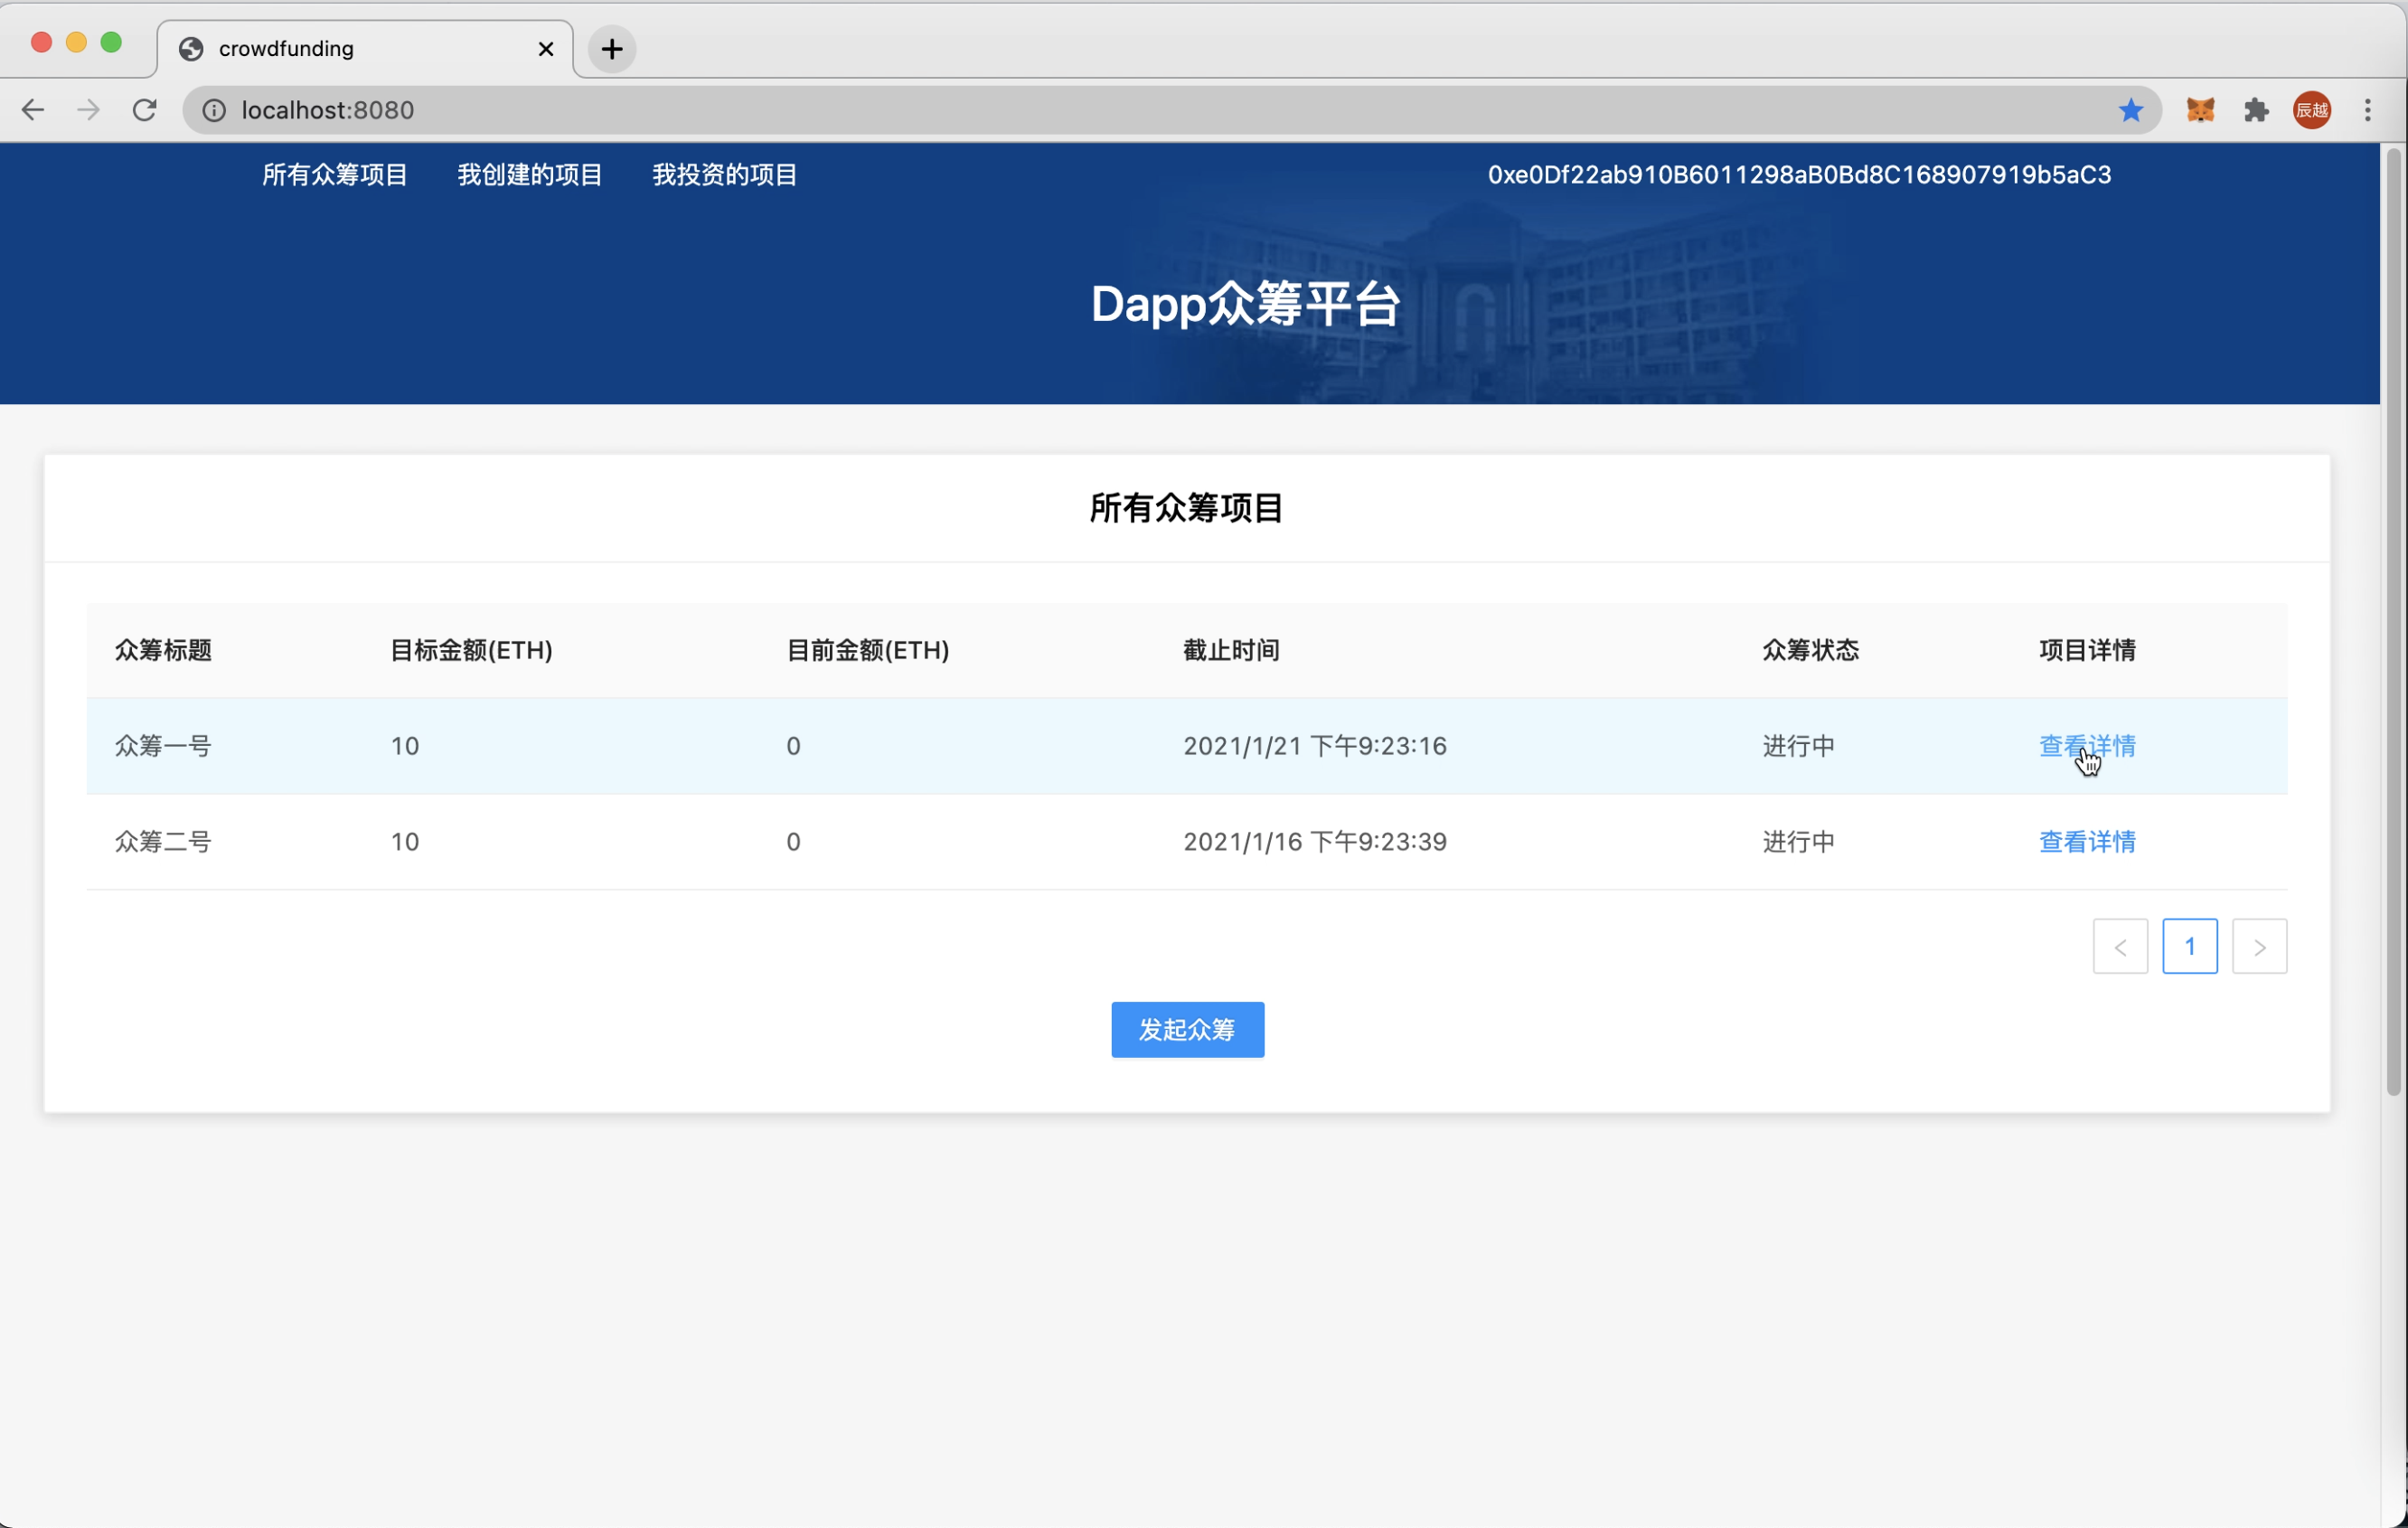 crowdfunding
localhost:8080
辰越
所有众筹项目 我创建的项目 我投资的项目 0xe0Df22ab910B6011298aB0Bd8C168907919b5aC3
Dapp众筹平台
所有众筹项目
众筹标题 目标金额(ETH) 目前金额(ETH) 截止时间 众筹状态 项目详情
众筹一号 10 0 2021/1/21 下午9:23:16 进行中 查看详情
众筹二号 10 0 2021/1/16 下午9:23:39 进行中 查看详情
< 1 >
发起众筹